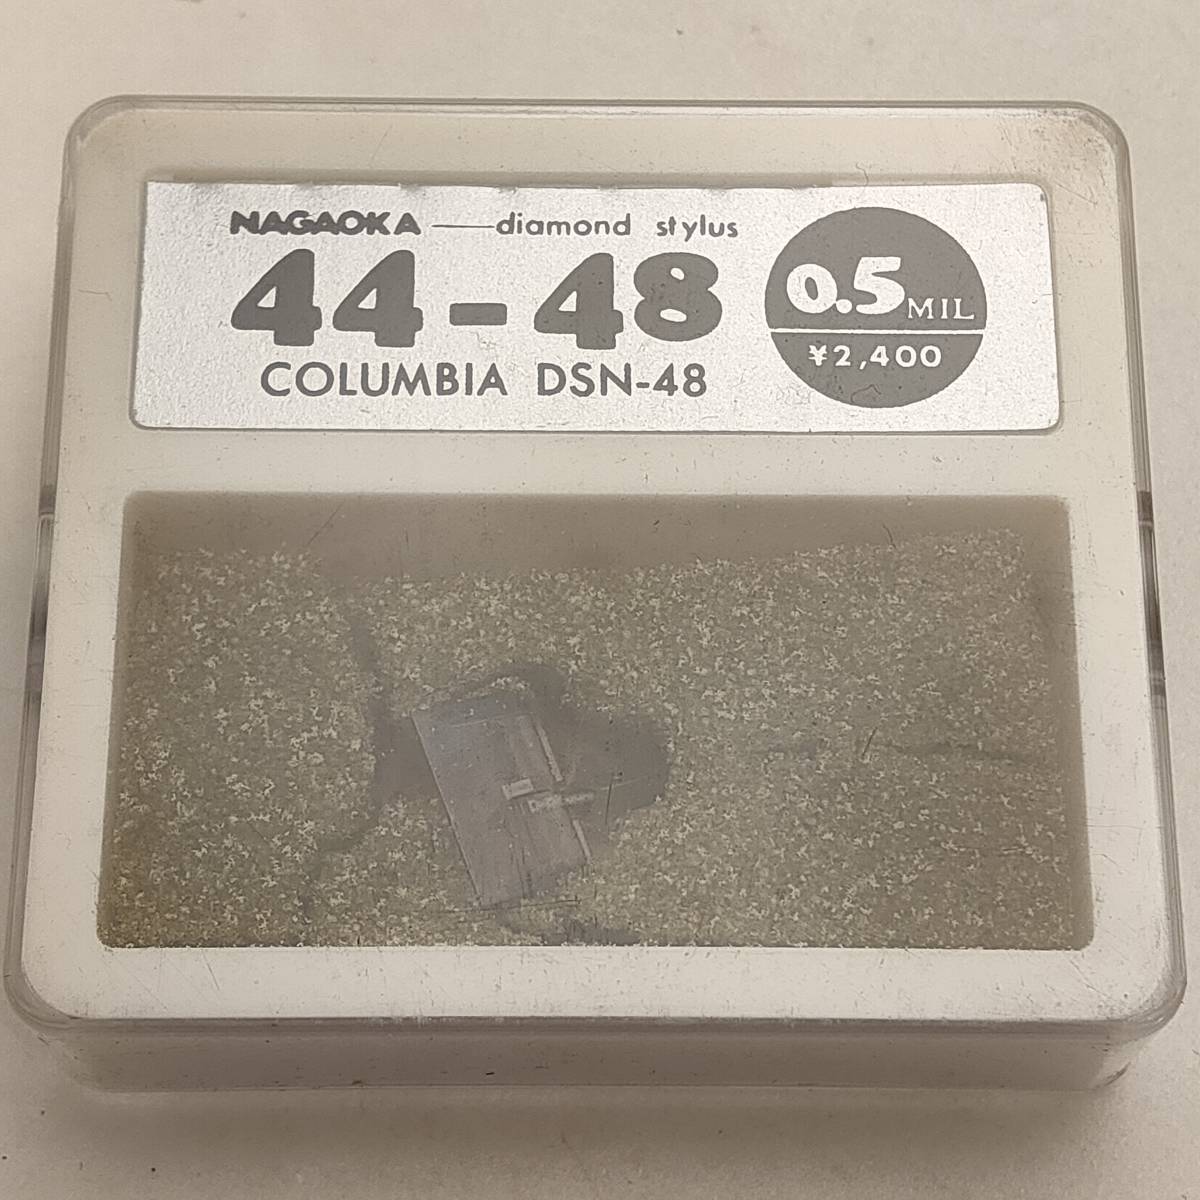 NAGAOKA — diamond stylus
44-48
COLUMBIA DSN-48
0.5 MIL
¥2,400